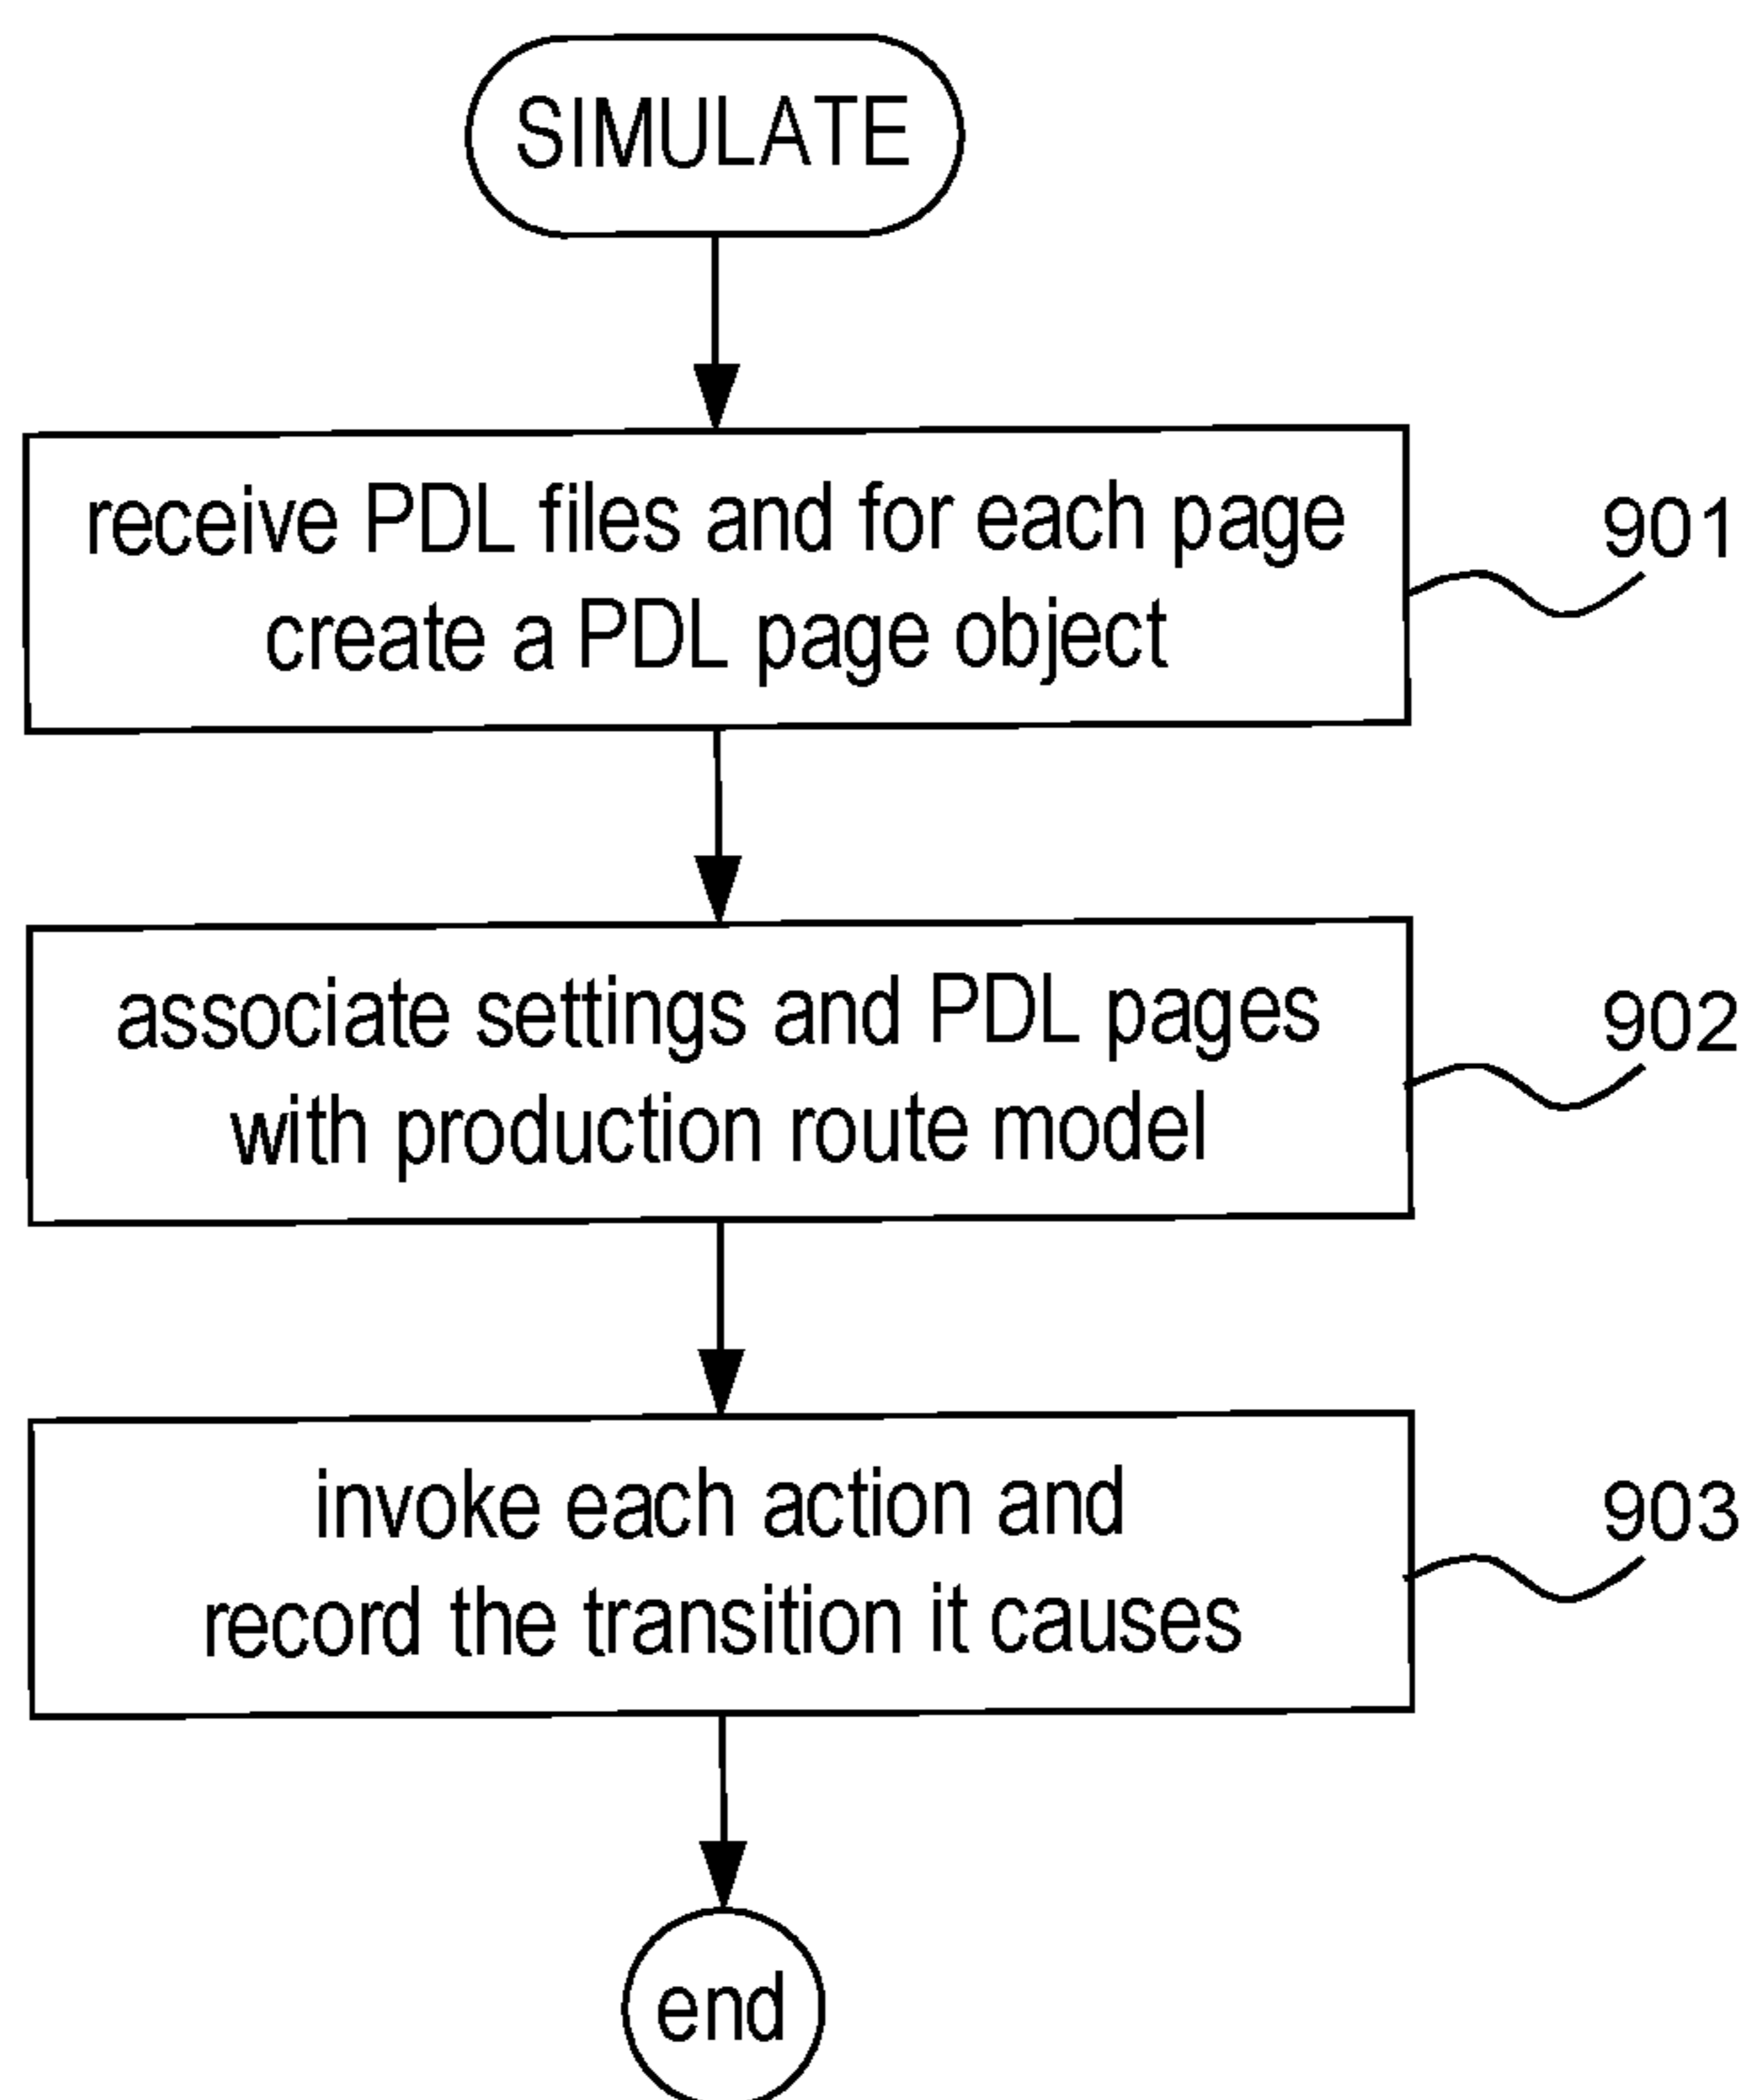 SIMULATE
receive PDL files and for each page
create a PDL page object
901
associate settings and PDL pages
with production route model
902
invoke each action and
record the transition it causes
903
end